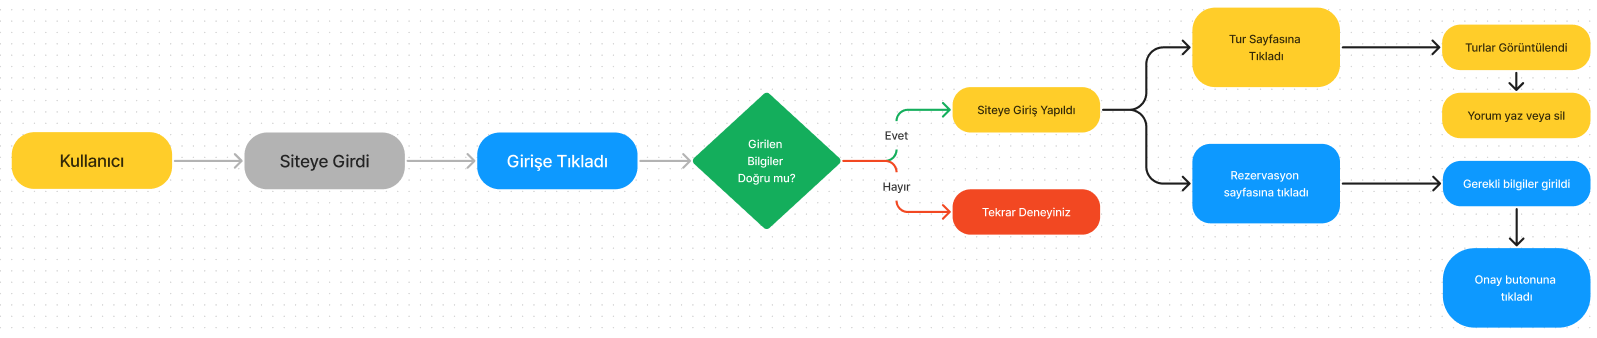 Kullanıcı
Siteye Girdi
Girişe Tıkladı
Girilen
Bilgiler
Doğru mu?
Evet
Hayır
Siteye Giriş Yapıldı
Tekrar Deneyiniz
Tur Sayfasına
Tıkladı
Turlar Görüntülendi
Yorum yaz veya sil
Rezervasyon
sayfasına tıkladı
Gerekli bilgiler girildi
Onay butonuna
tıkladı